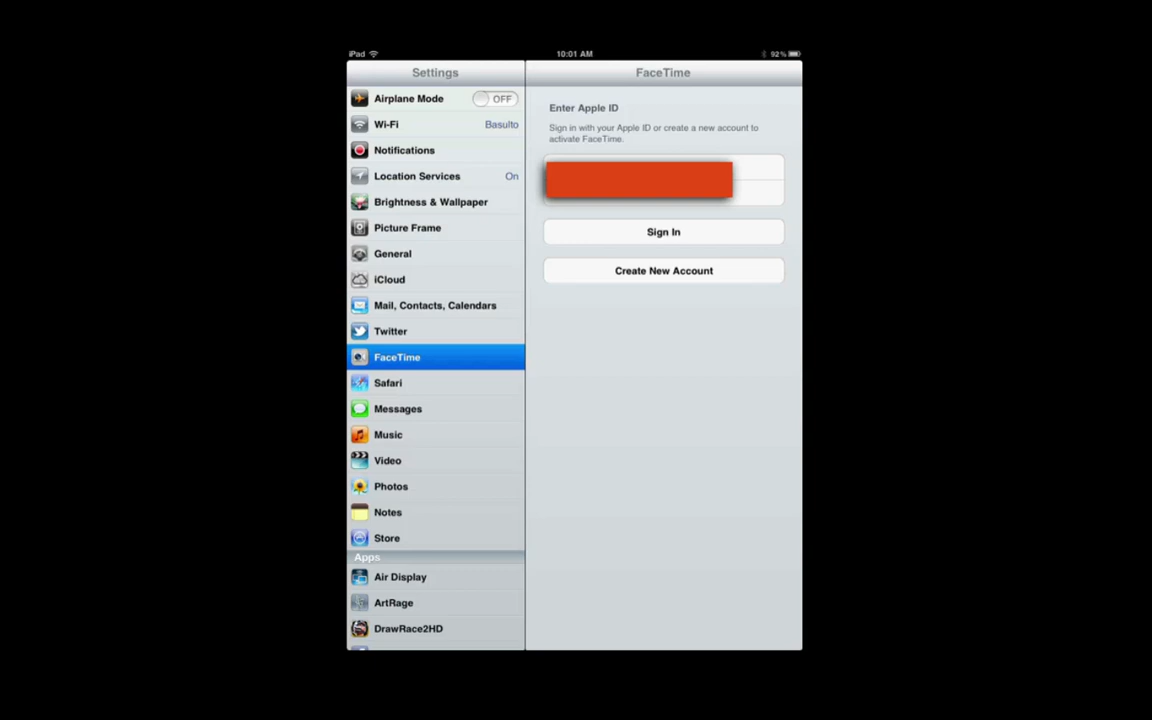 iPad 10:01 AM 92%
Settings
Airplane Mode OFF
Wi-Fi Basulto
Notifications
Location Services On
Brightness & Wallpaper
Picture Frame
General
iCloud
Mail, Contacts, Calendars
Twitter
FaceTime
Safari
Messages
Music
Video
Photos
Notes
Store
Apps
Air Display
ArtRage
DrawRace2HD
FaceTime
Enter Apple ID
Sign in with your Apple ID or create a new account to
activate FaceTime.
Sign In
Create New Account